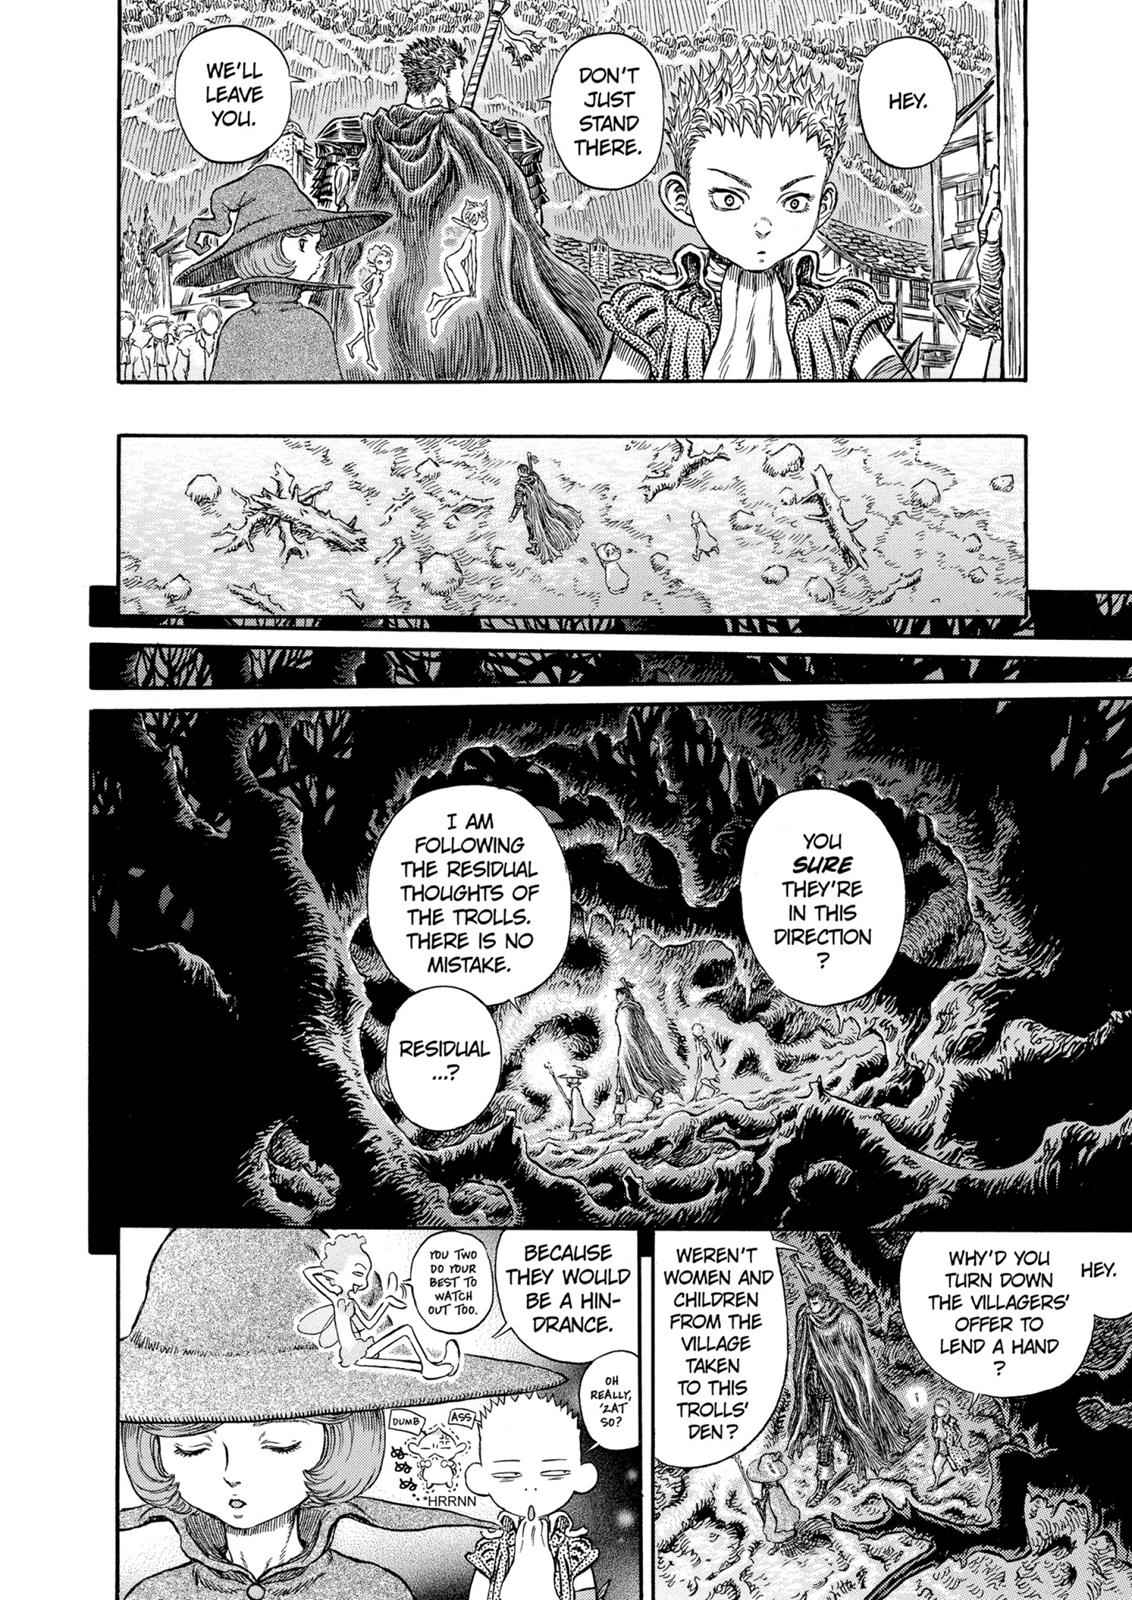 HEY.
DON'T
JUST
STAND
THERE.
WE'LL
LEAVE
YOU.
YOU
SURE
THEY'RE
IN THIS
DIRECTION
?
I AM
FOLLOWING
THE RESIDUAL
THOUGHTS OF
THE TROLLS.
THERE IS NO
MISTAKE.
RESIDUAL
...?
HEY.
WHY'D YOU
TURN DOWN
THE VILLAGERS'
OFFER TO
LEND A HAND
?
WEREN'T
WOMEN AND
CHILDREN
FROM THE
VILLAGE
TAKEN
TO THIS
TROLLS'
DEN?
BECAUSE
THEY WOULD
BE A HIN-
DRANCE.
YOU TWO
DO YOUR
BEST TO
WATCH
OUT TOO.
OH
REALLY,
'ZAT
SO?
DUMB
ASS
*HRRNN